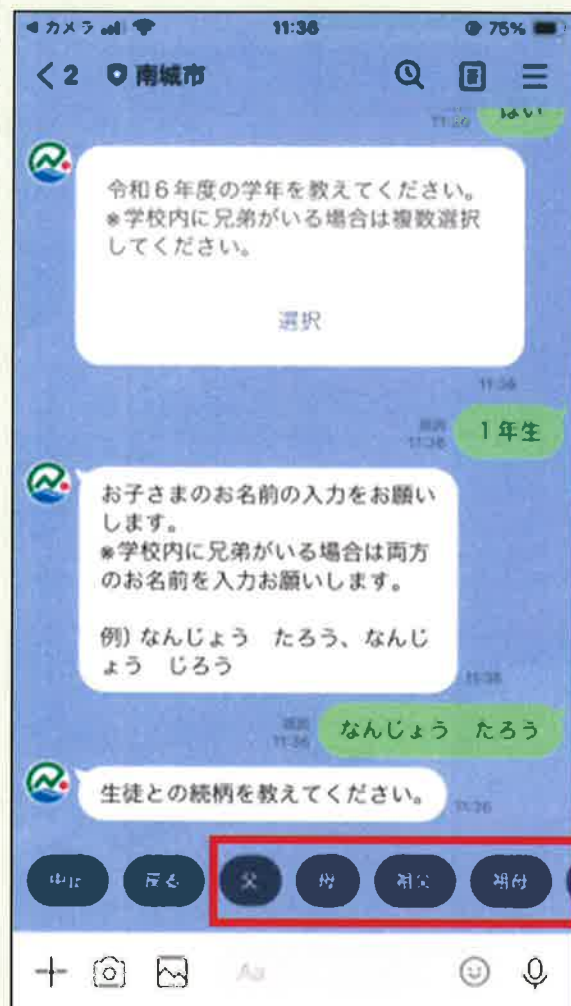 カメラ 11:36 75%
2 南城市
はい
令和6年度の学年を教えてください。
※学校内に兄弟がいる場合は複数選択
してください。
選択
11:36
既読
11:36
1年生
お子さまのお名前の入力をお願い
します。
※学校内に兄弟がいる場合は両方
のお名前を入力お願いします。
例) なんじょう　たろう、なんじ
ょう　じろう
11:36
既読
11:36
なんじょう　たろう
生徒との続柄を教えてください。
11:36
中止 戻る 父 母 祖父 祖母
Aa